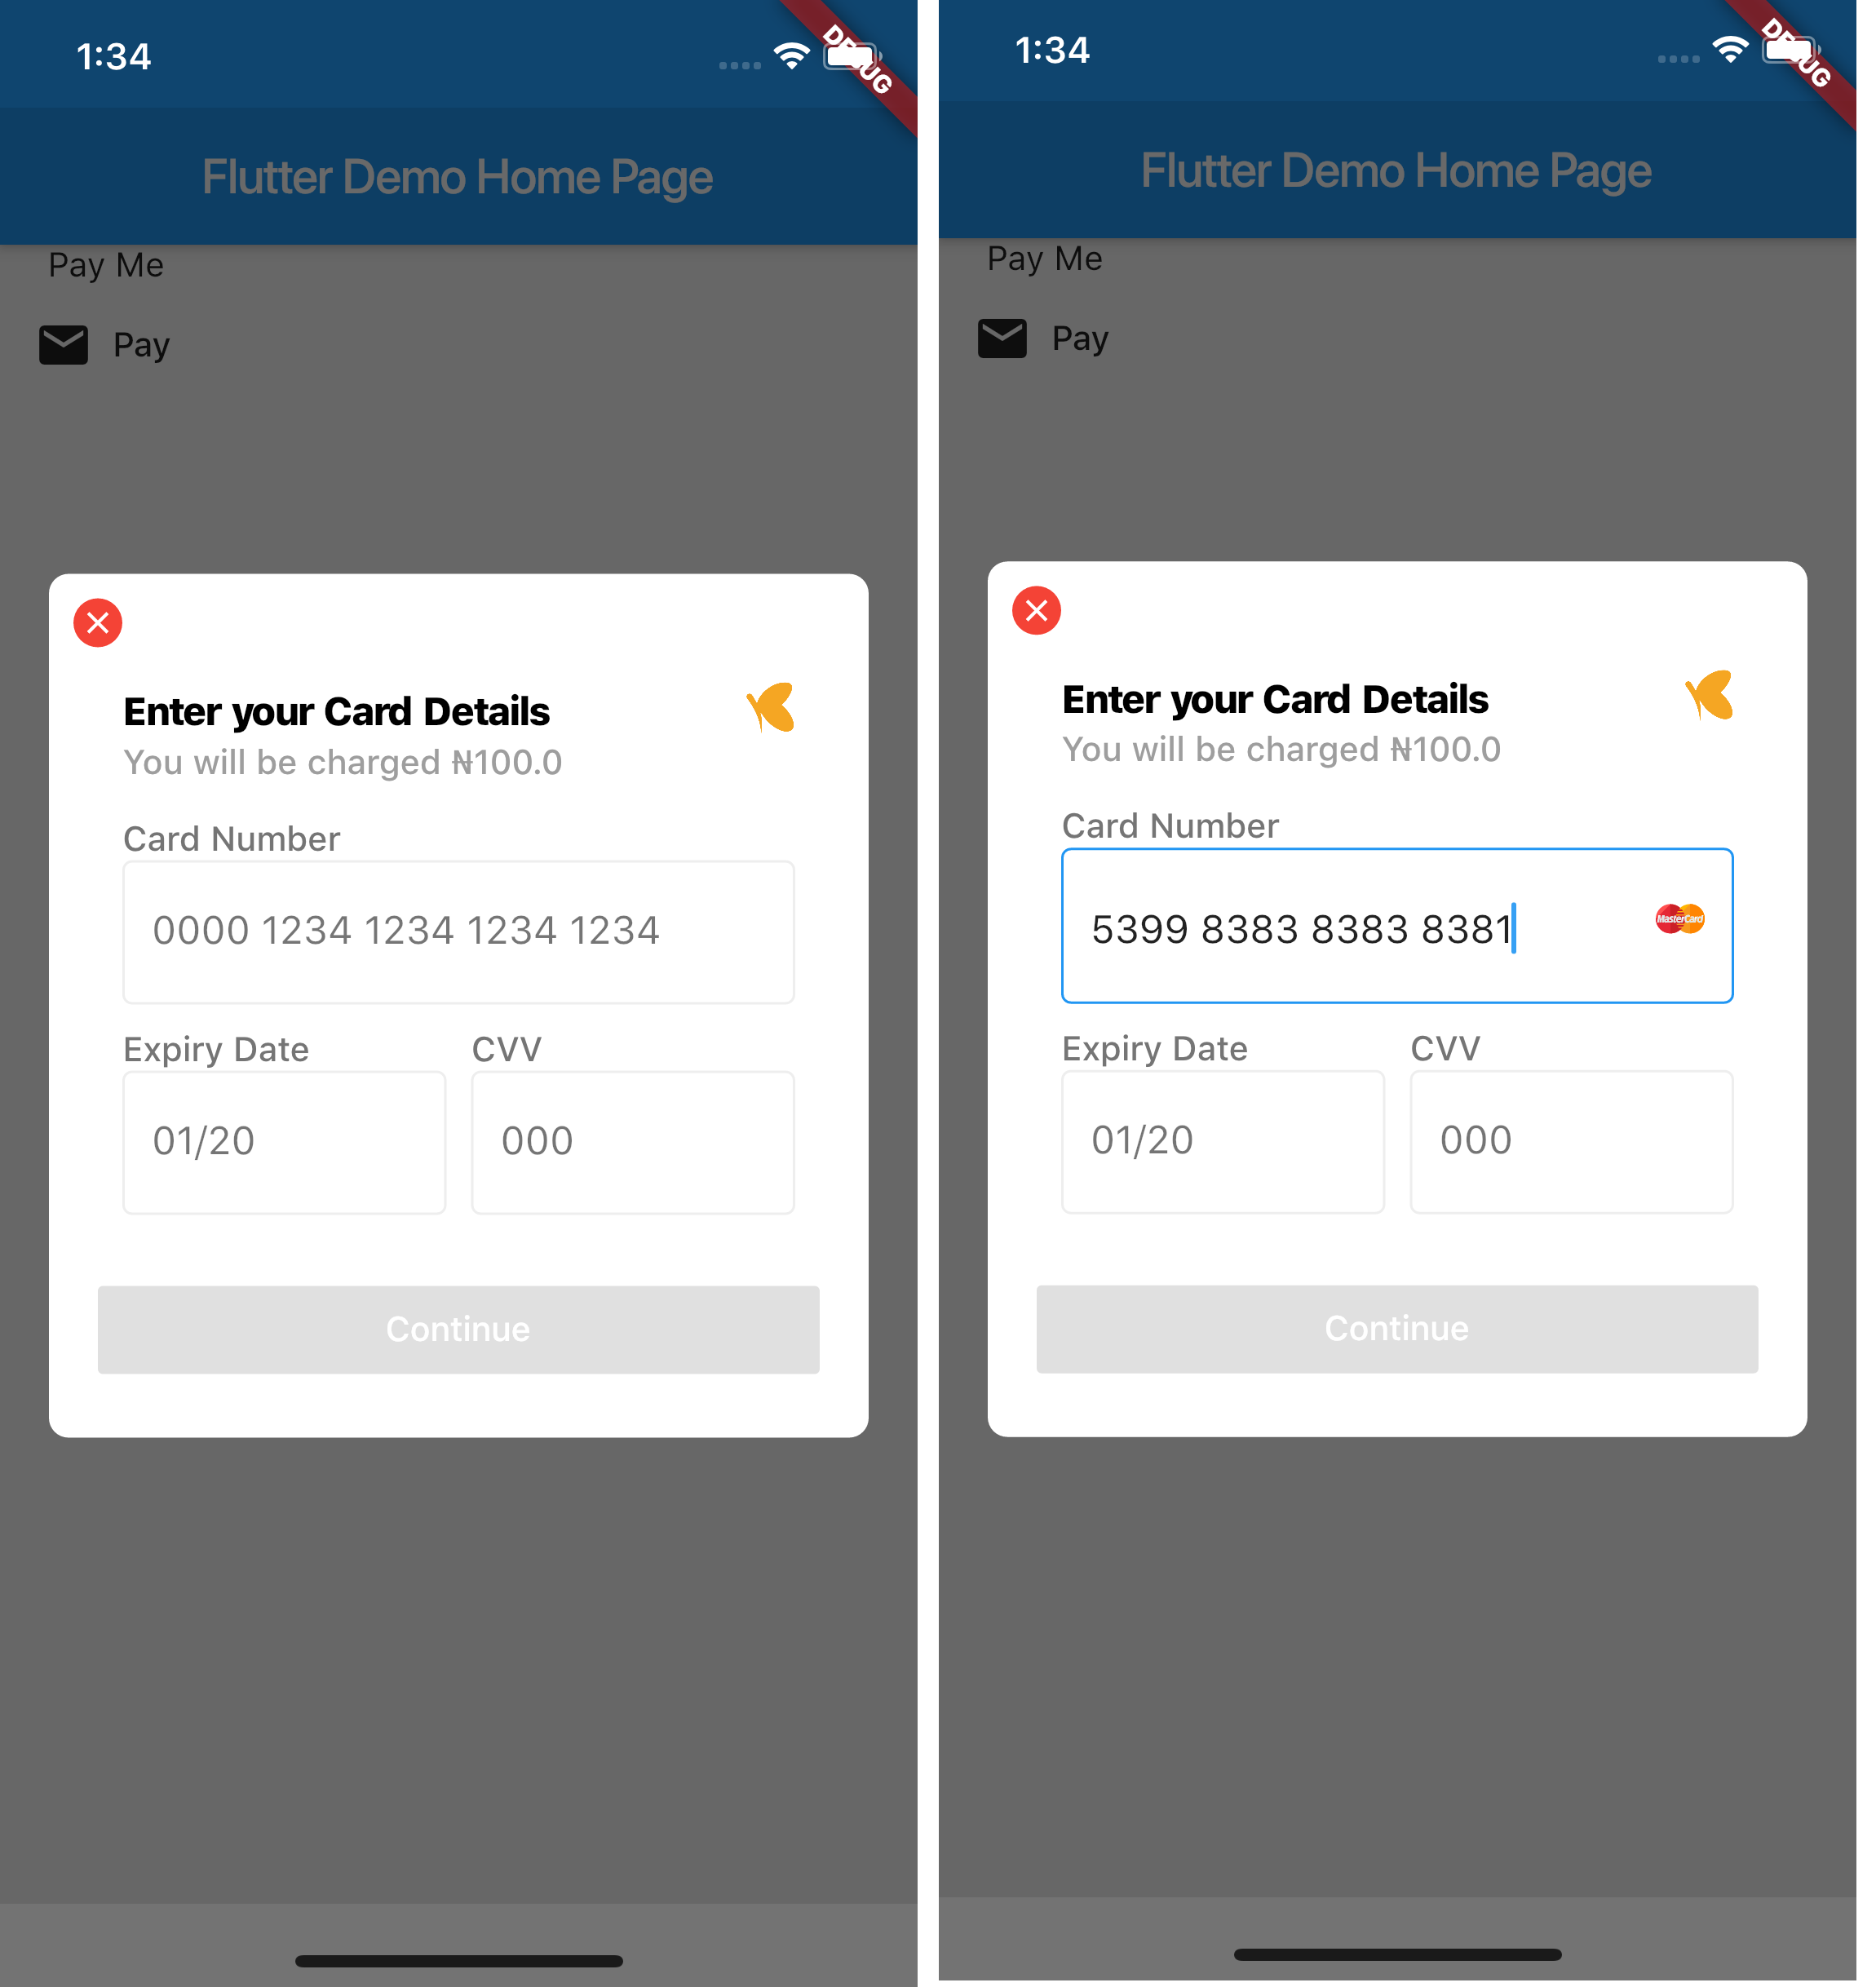 1:34
DEBUG
Flutter Demo Home Page
Pay Me
Pay
Enter your Card Details
You will be charged ₦100.0
Card Number
0000 1234 1234 1234 1234
Expiry Date CVV
01/20 000
Continue
1:34
DEBUG
Flutter Demo Home Page
Pay Me
Pay
Enter your Card Details
You will be charged ₦100.0
Card Number
5399 8383 8383 8381 MasterCard
Expiry Date CVV
01/20 000
Continue